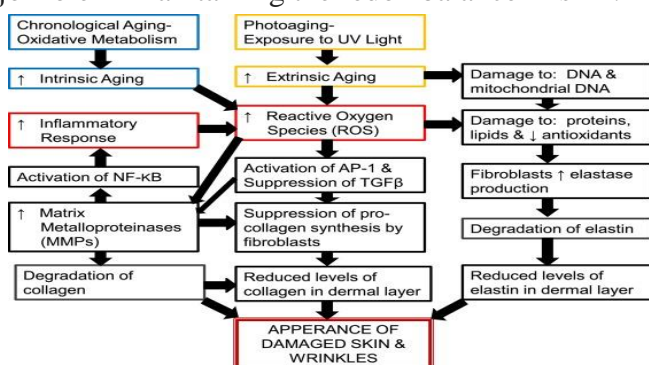 Chronological Aging-
Oxidative Metabolism
Photoaging-
Exposure to UV Light
↑ Intrinsic Aging
↑ Extrinsic Aging
Damage to: DNA &
mitochondrial DNA
↑ Inflammatory
Response
↑ Reactive Oxygen
Species (ROS)
Damage to: proteins,
lipids & ↓ antioxidants
Activation of NF-κB
Activation of AP-1 &
Suppression of TGFβ
Fibroblasts ↑ elastase
production
↑ Matrix
Metalloproteinases
(MMPs)
Suppression of pro-
collagen synthesis by
fibroblasts
Degradation of elastin
Degradation of
collagen
Reduced levels of
collagen in dermal layer
Reduced levels of
elastin in dermal layer
APPERANCE OF
DAMAGED SKIN &
WRINKLES